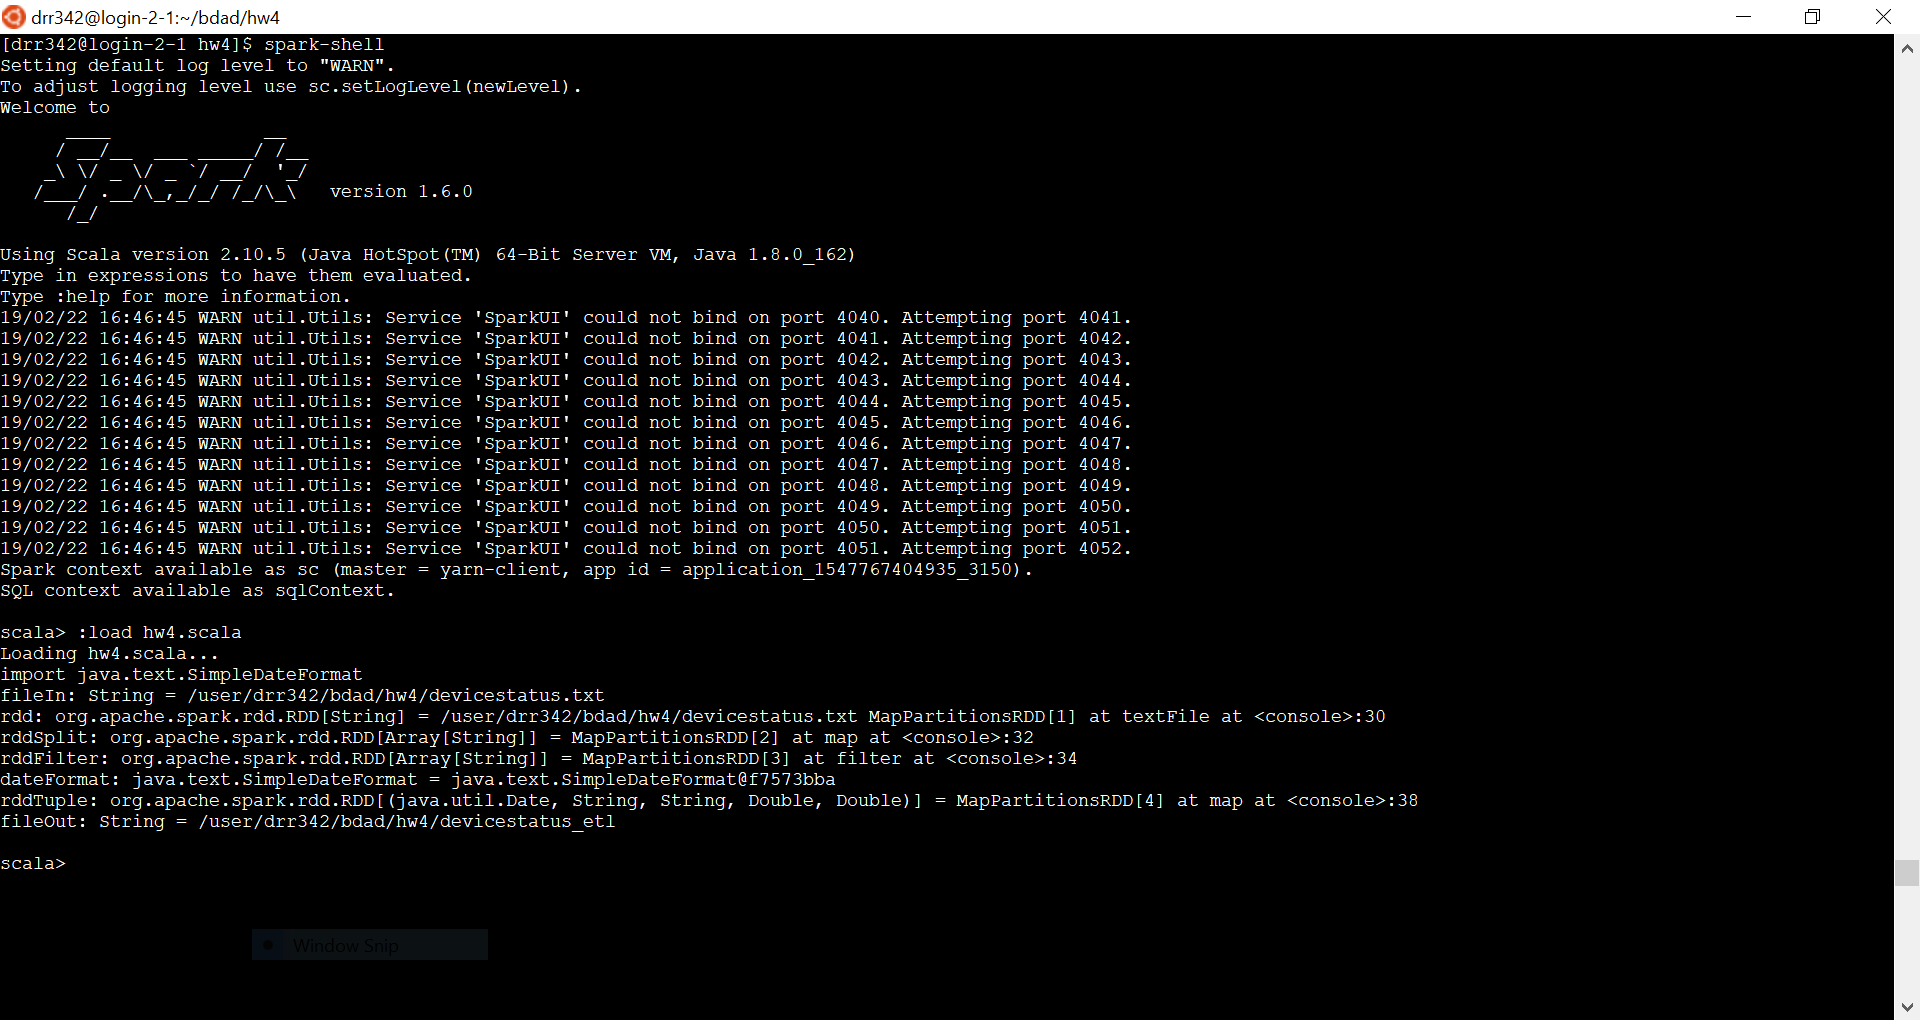 drr342@login-2-1:~/bdad/hw4
[drr342@login-2-1 hw4]$ spark-shell
Setting default log level to "WARN".
To adjust logging level use sc.setLogLevel(newLevel).
Welcome to
      ____              __
     / __/__  ___ _____/ /__
    _\ \/ _ \/ _ `/ __/  '_/
   /___/ .__/\_,_/_/ /_/\_\   version 1.6.0
      /_/
Using Scala version 2.10.5 (Java HotSpot(TM) 64-Bit Server VM, Java 1.8.0_162)
Type in expressions to have them evaluated.
Type :help for more information.
19/02/22 16:46:45 WARN util.Utils: Service 'SparkUI' could not bind on port 4040. Attempting port 4041.
19/02/22 16:46:45 WARN util.Utils: Service 'SparkUI' could not bind on port 4041. Attempting port 4042.
19/02/22 16:46:45 WARN util.Utils: Service 'SparkUI' could not bind on port 4042. Attempting port 4043.
19/02/22 16:46:45 WARN util.Utils: Service 'SparkUI' could not bind on port 4043. Attempting port 4044.
19/02/22 16:46:45 WARN util.Utils: Service 'SparkUI' could not bind on port 4044. Attempting port 4045.
19/02/22 16:46:45 WARN util.Utils: Service 'SparkUI' could not bind on port 4045. Attempting port 4046.
19/02/22 16:46:45 WARN util.Utils: Service 'SparkUI' could not bind on port 4046. Attempting port 4047.
19/02/22 16:46:45 WARN util.Utils: Service 'SparkUI' could not bind on port 4047. Attempting port 4048.
19/02/22 16:46:45 WARN util.Utils: Service 'SparkUI' could not bind on port 4048. Attempting port 4049.
19/02/22 16:46:45 WARN util.Utils: Service 'SparkUI' could not bind on port 4049. Attempting port 4050.
19/02/22 16:46:45 WARN util.Utils: Service 'SparkUI' could not bind on port 4050. Attempting port 4051.
19/02/22 16:46:45 WARN util.Utils: Service 'SparkUI' could not bind on port 4051. Attempting port 4052.
Spark context available as sc (master = yarn-client, app id = application_1547767404935_3150).
SQL context available as sqlContext.
scala> :load hw4.scala
Loading hw4.scala...
import java.text.SimpleDateFormat
fileIn: String = /user/drr342/bdad/hw4/devicestatus.txt
rdd: org.apache.spark.rdd.RDD[String] = /user/drr342/bdad/hw4/devicestatus.txt MapPartitionsRDD[1] at textFile at <console>:30
rddSplit: org.apache.spark.rdd.RDD[Array[String]] = MapPartitionsRDD[2] at map at <console>:32
rddFilter: org.apache.spark.rdd.RDD[Array[String]] = MapPartitionsRDD[3] at filter at <console>:34
dateFormat: java.text.SimpleDateFormat = java.text.SimpleDateFormat@f7573bba
rddTuple: org.apache.spark.rdd.RDD[(java.util.Date, String, String, Double, Double)] = MapPartitionsRDD[4] at map at <console>:38
fileOut: String = /user/drr342/bdad/hw4/devicestatus_etl
scala>
Window Snip